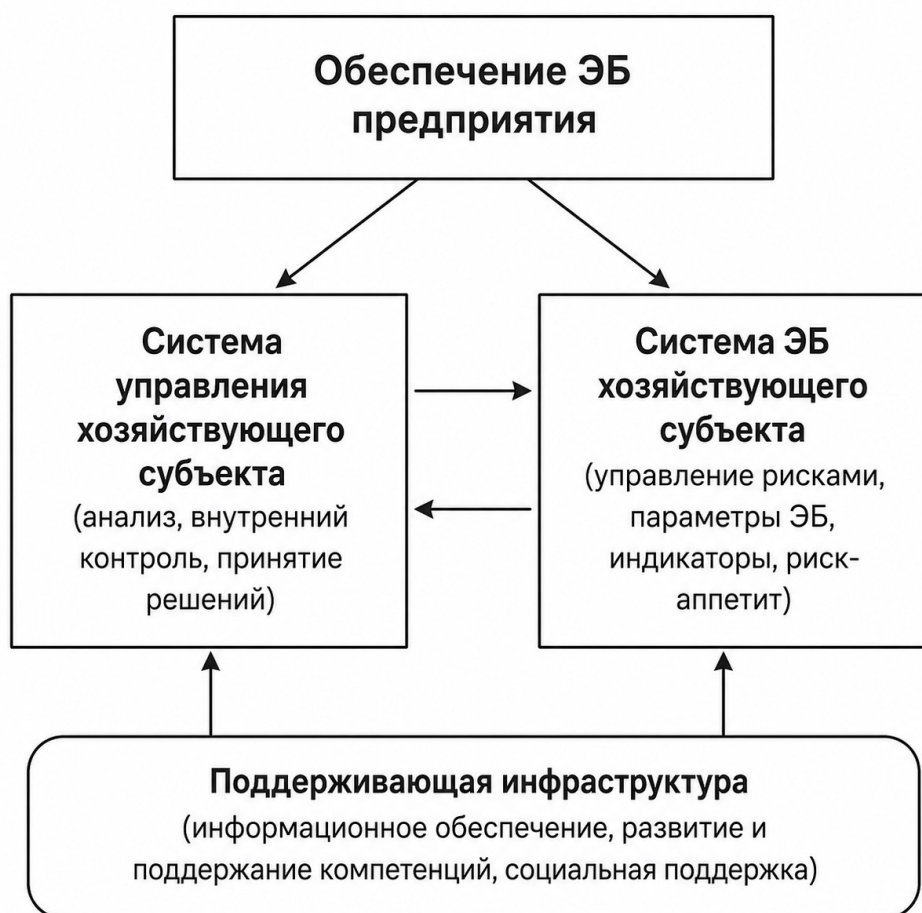 Обеспечение ЭБ
предприятия
Система
управления
хозяйствующего
субъекта
(анализ, внутренний
контроль, принятие
решений)
Система ЭБ
хозяйствующего
субъекта
(управление рисками,
параметры ЭБ,
индикаторы, риск-
аппетит)
Поддерживающая инфраструктура
(информационное обеспечение, развитие и
поддержание компетенций, социальная поддержка)